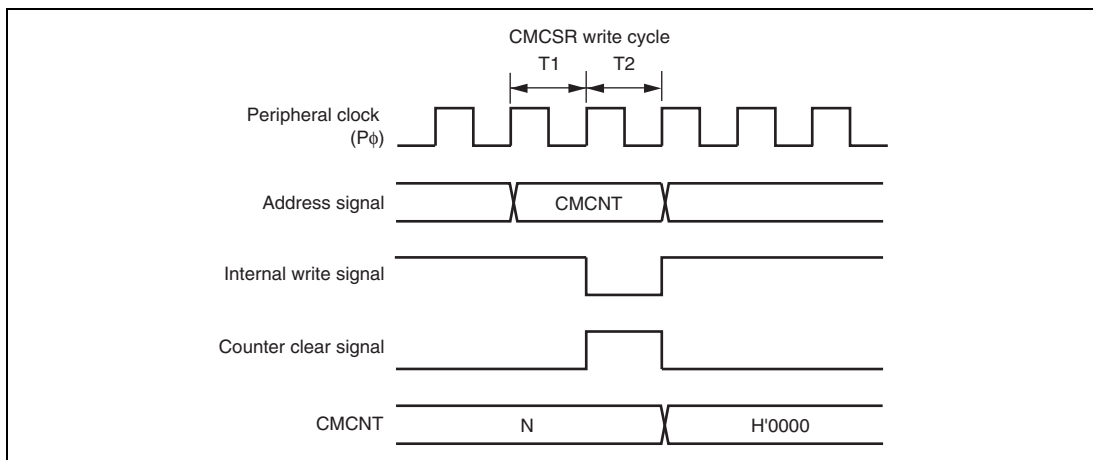 CMCSR write cycle
T1 T2
Peripheral clock
(Pϕ)
Address signal CMCNT
Internal write signal
Counter clear signal
CMCNT N H'0000